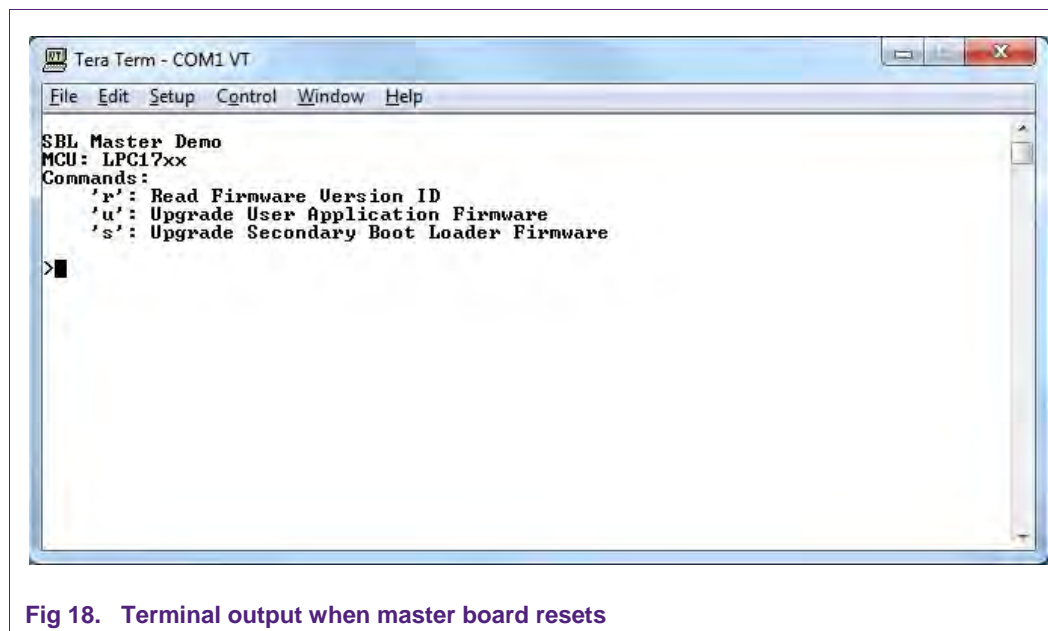 Tera Term - COM1 VT
File Edit Setup Control Window Help
SBL Master Demo
MCU: LPC17xx
Commands:
'r': Read Firmware Version ID
'u': Upgrade User Application Firmware
's': Upgrade Secondary Boot Loader Firmware
>
Fig 18. Terminal output when master board resets